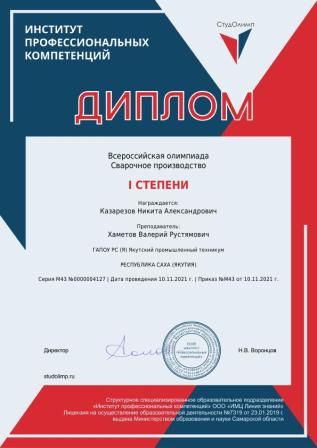 ИНСТИТУТ
ПРОФЕССИОНАЛЬНЫХ
КОМПЕТЕНЦИЙ
СтудОлимп
ДИПЛОМ
Всероссийская олимпиада
Сварочное производство
I СТЕПЕНИ
Награждается:
Казарезов Никита Александрович
Преподаватель:
Хаметов Валерий Рустямович
ГАПОУ РС (Я) Якутский промышленный техникум
РЕСПУБЛИКА САХА (ЯКУТИЯ)
Серия М43 №0000004127 | Дата проведения 10.11.2021 г. | Приказ №М43 от 10.11.2021 г.
Директор
Н.В. Воронцов
studolimp.ru
Структурное специализированное образовательное подразделение
«Институт профессиональных компетенций» ООО «ИМЦ Линия знаний»
Лицензия на осуществление образовательной деятельности №7319 от 23.01.2019 г.
выдана Министерством образования и науки Самарской области